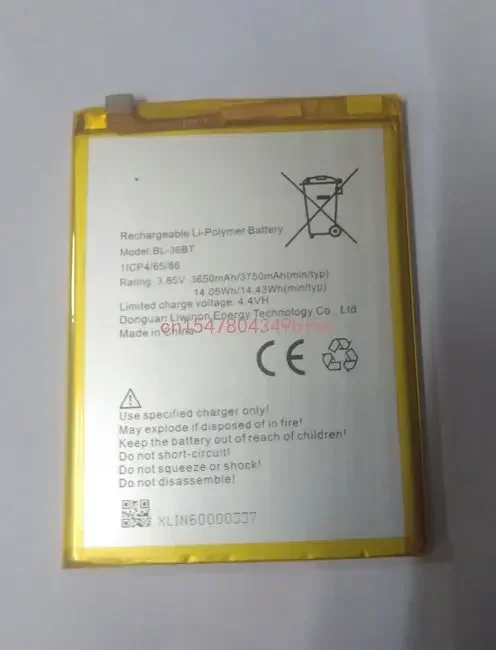 Rechargeable Li-Polymer Battery
Model:BL-36BT
1ICP4/65/66
Rating: 3.85V 3650mAh/3750mAh(min/typ)
14.05Wh/14.43Wh(min/typ)
Limited charge voltage: 4.4VH
Donguan Liwinon Energy Technology Co., Ltd
Made in China
cn1547804349
CE
Use specified charger only!
May explode if disposed of in fire!
Keep the battery out of reach of children!
Do not short-circuit!
Do not squeeze or shock!
Do not disassemble!
XLIN60000337